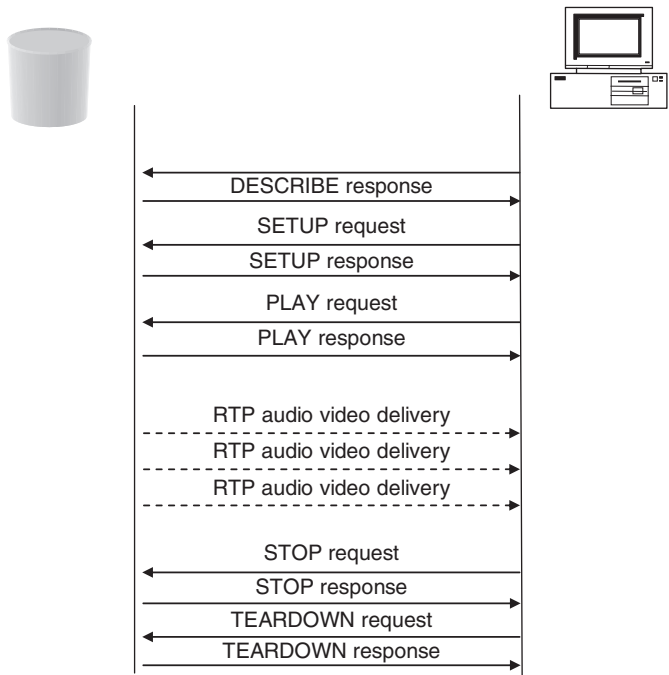 DESCRIBE response
SETUP request
SETUP response
PLAY request
PLAY response
RTP audio video delivery
RTP audio video delivery
RTP audio video delivery
STOP request
STOP response
TEARDOWN request
TEARDOWN response